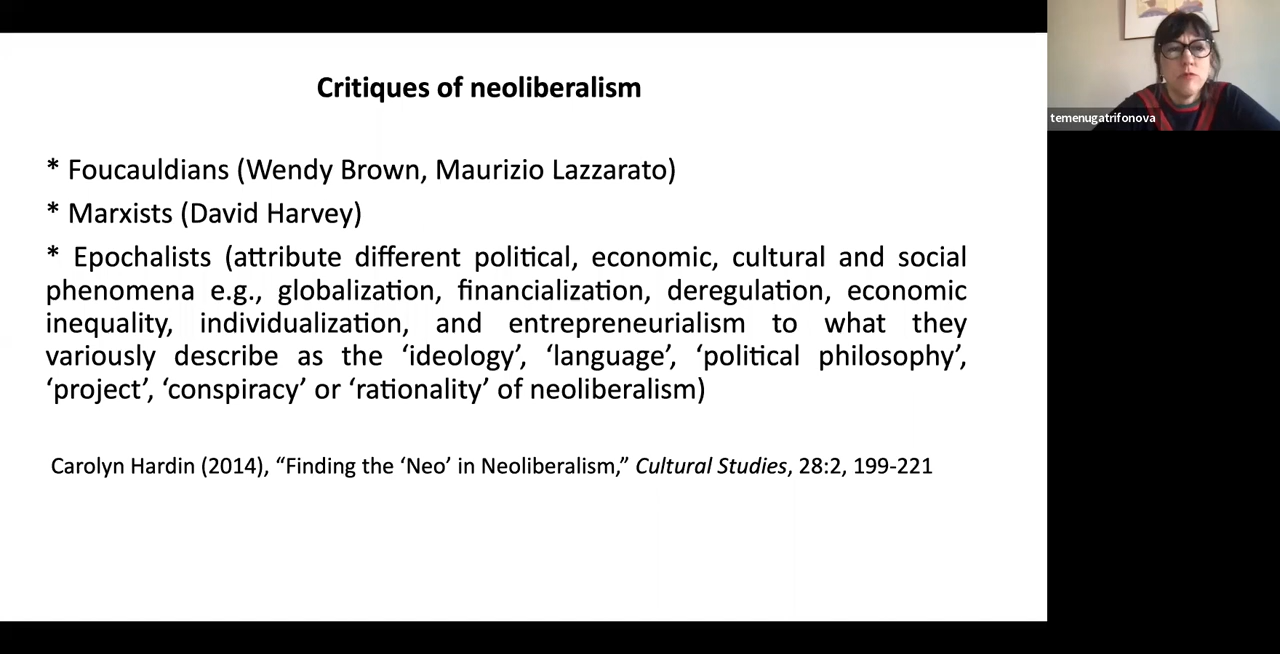 Critiques of neoliberalism
* Foucauldians (Wendy Brown, Maurizio Lazzarato)
* Marxists (David Harvey)
* Epochalists (attribute different political, economic, cultural and social
phenomena e.g., globalization, financialization, deregulation, economic
inequality, individualization, and entrepreneurialism to what they
variously describe as the ‘ideology’, ‘language’, ‘political philosophy’,
‘project’, ‘conspiracy’ or ‘rationality’ of neoliberalism)
Carolyn Hardin (2014), “Finding the ‘Neo’ in Neoliberalism,” Cultural Studies, 28:2, 199-221
temenugatrifonova